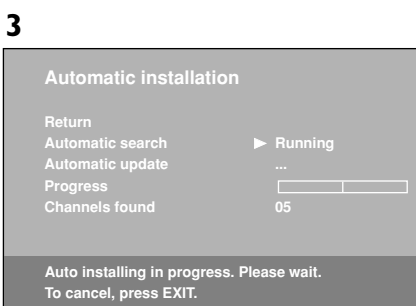 3
Automatic installation
Return
Automatic search ▶ Running
Automatic update ...
Progress
Channels found 05
Auto installing in progress. Please wait.
To cancel, press EXIT.